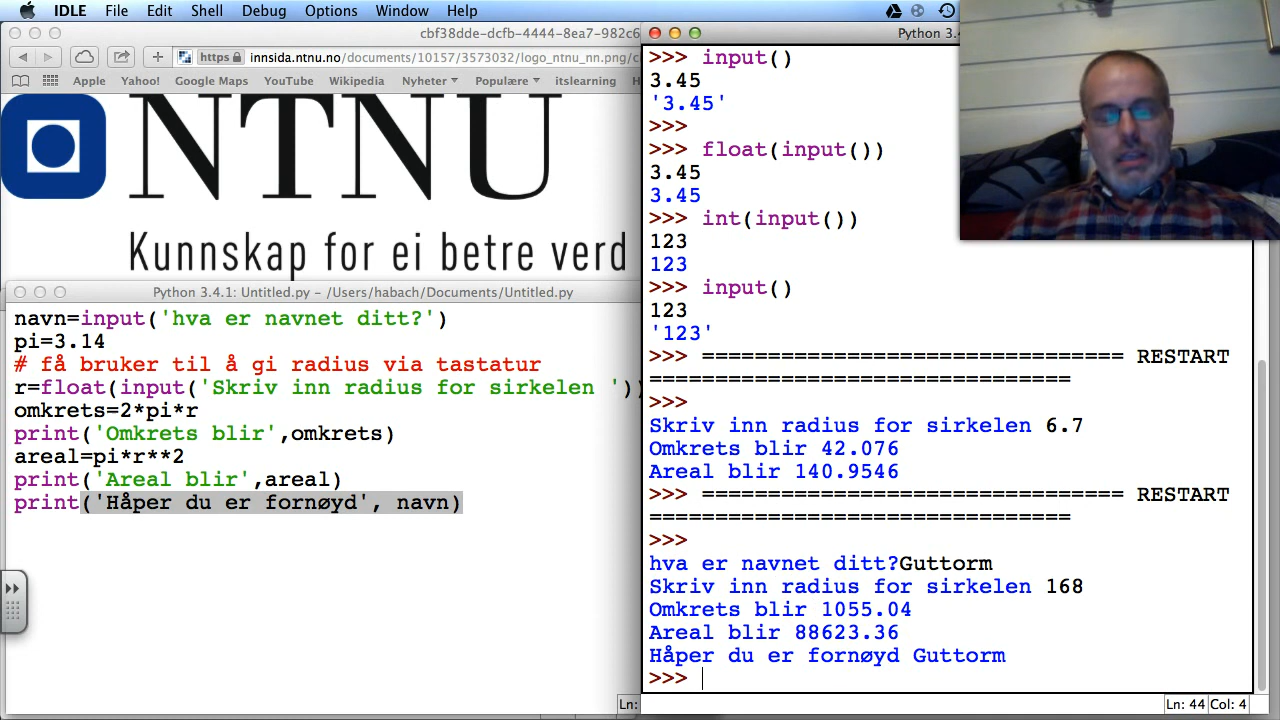 IDLE File Edit Shell Debug Options Window Help
cbf38dde-dcfb-4444-8ea7-982c6
https innsida.ntnu.no/documents/10157/3573032/logo_ntnu_nn.png/c
Apple Yahoo! Google Maps YouTube Wikipedia Nyheter Populære itslearning H
NTNU
Kunnskap for ei betre verd
Python 3.4.1: Untitled.py - /Users/habach/Documents/Untitled.py
navn=input('hva er navnet ditt?')
pi=3.14
# få bruker til å gi radius via tastatur
r=float(input('Skriv inn radius for sirkelen '))
omkrets=2*pi*r
print('Omkrets blir',omkrets)
areal=pi*r**2
print('Areal blir',areal)
print('Håper du er fornøyd', navn)
Ln:
Python 3.4
>>> input()
3.45
'3.45'
>>>
>>> float(input())
3.45
3.45
>>> int(input())
123
123
>>> input()
123
'123'
>>> ================================ RESTART
================================
>>>
Skriv inn radius for sirkelen 6.7
Omkrets blir 42.076
Areal blir 140.9546
>>> ================================ RESTART
================================
>>>
hva er navnet ditt?Guttorm
Skriv inn radius for sirkelen 168
Omkrets blir 1055.04
Areal blir 88623.36
Håper du er fornøyd Guttorm
>>>
Ln: 44 Col: 4